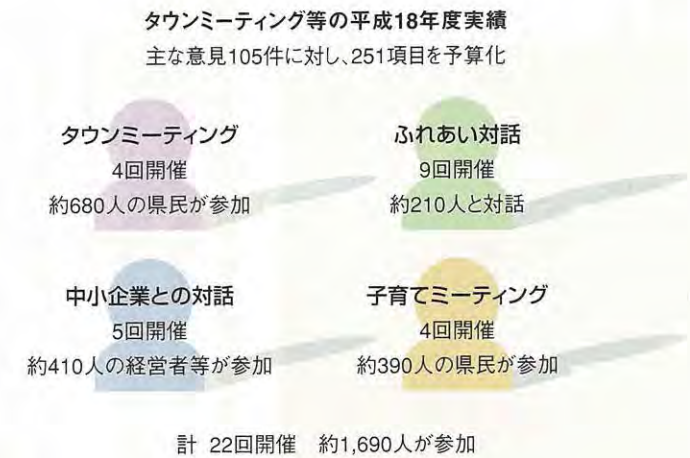 タウンミーティング等の平成18年度実績
主な意見105件に対し、251項目を予算化
タウンミーティング
4回開催
約680人の県民が参加
ふれあい対話
9回開催
約210人と対話
中小企業との対話
5回開催
約410人の経営者等が参加
子育てミーティング
4回開催
約390人の県民が参加
計 22回開催　約1,690人が参加